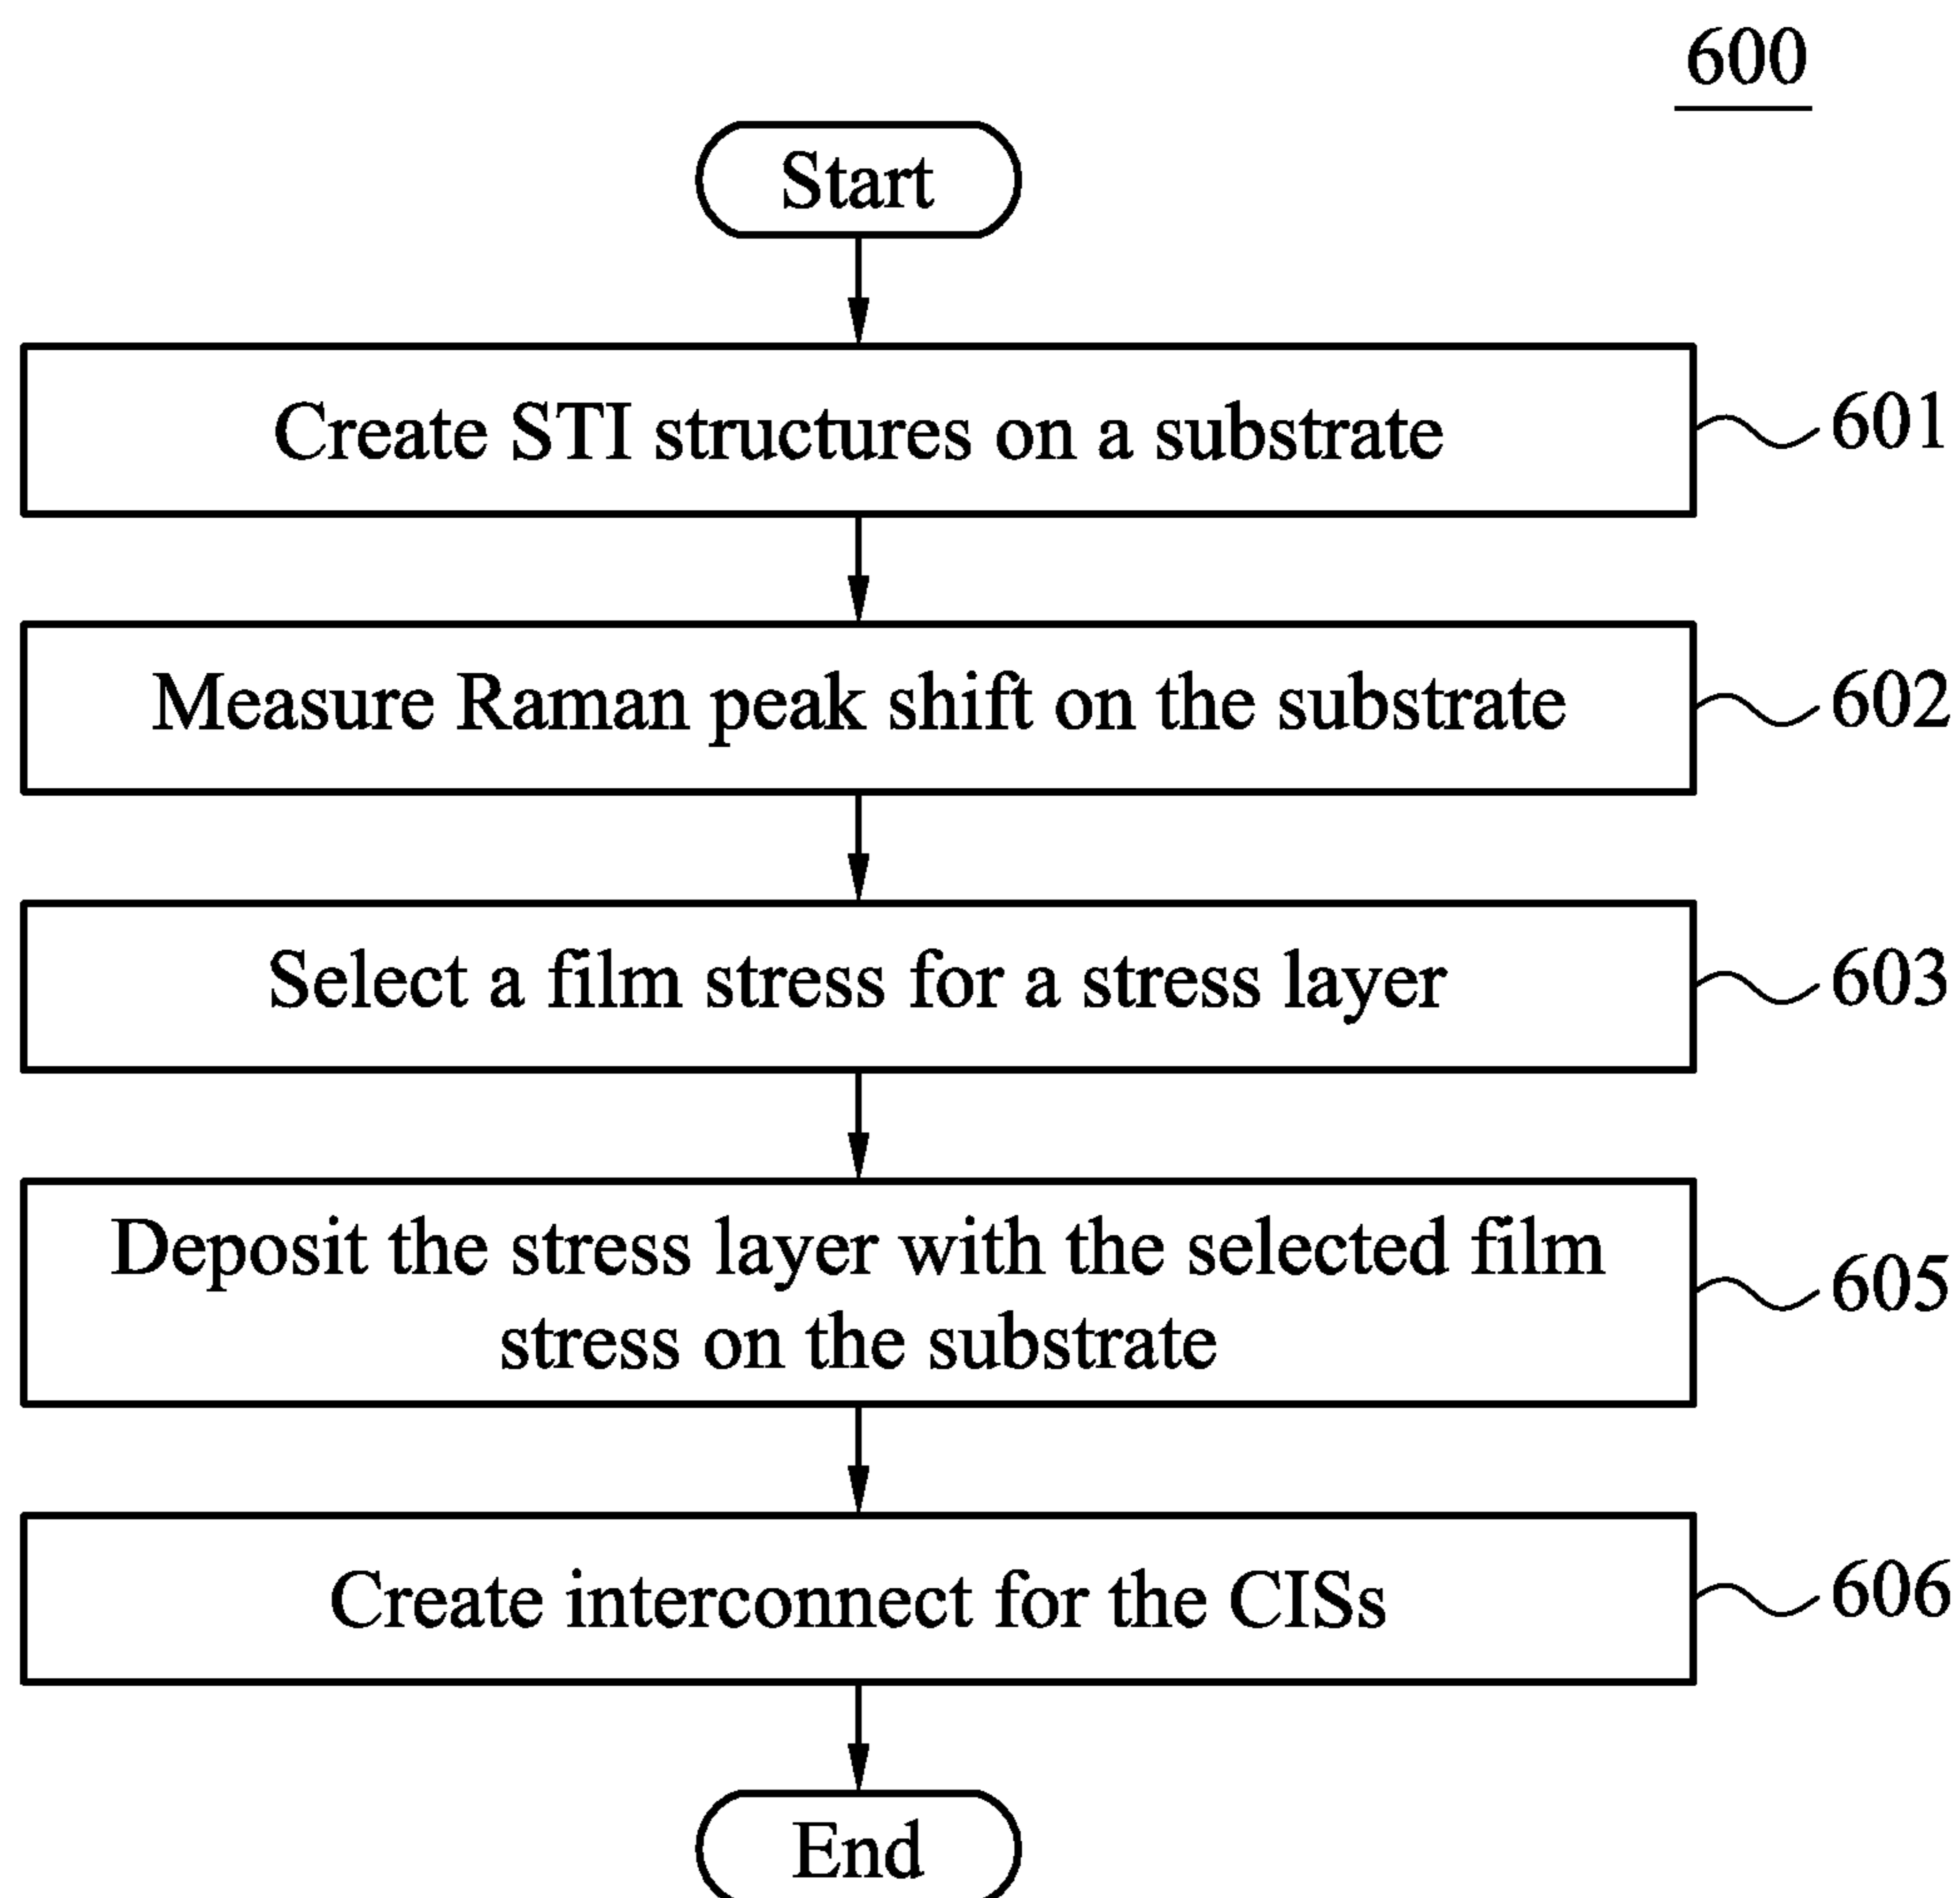 600
Start
Create STI structures on a substrate
601
Measure Raman peak shift on the substrate
602
Select a film stress for a stress layer
603
Deposit the stress layer with the selected film
stress on the substrate
605
Create interconnect for the CISs
606
End